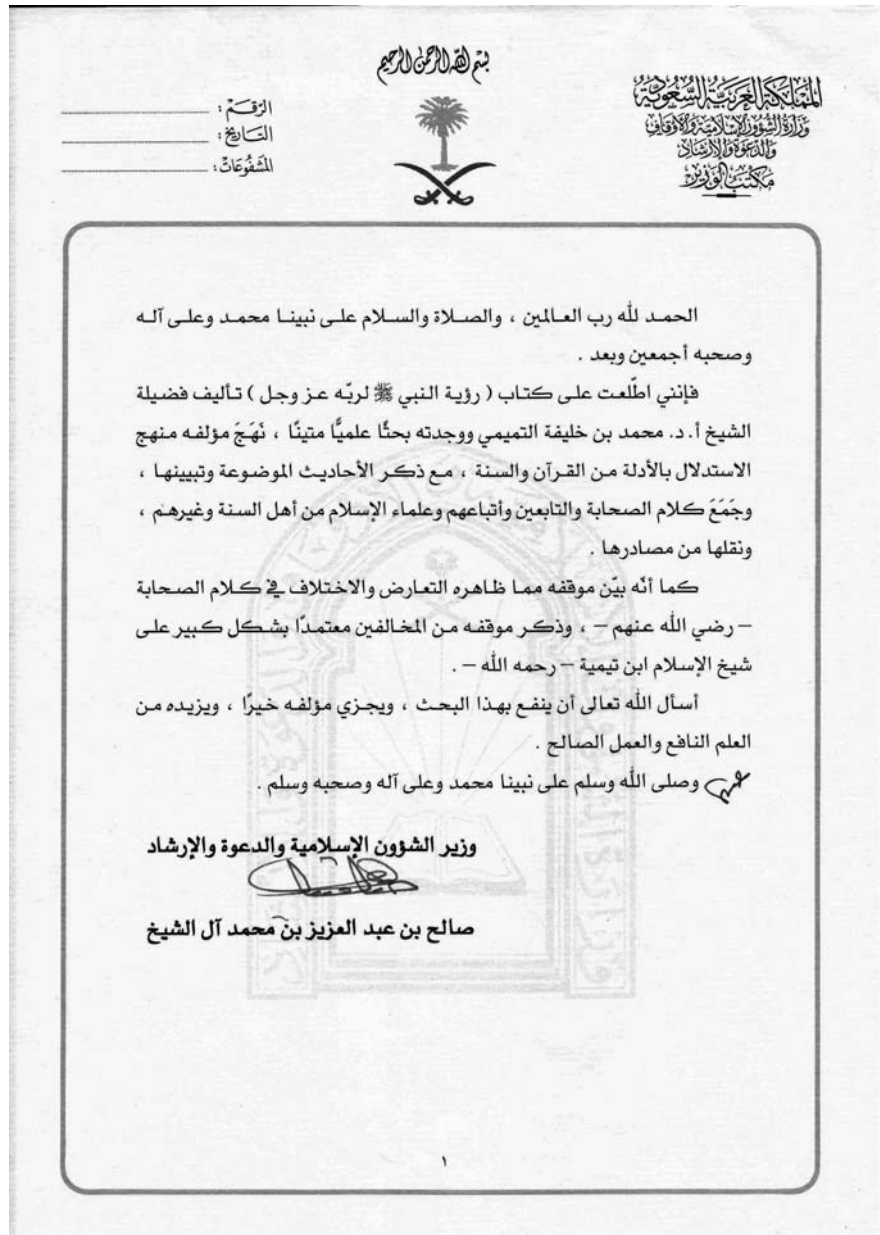 بسم الله الرحمن الرحيم
المملكة العربية السعودية
وزارة الشؤون الإسلامية والأوقاف
والدعوة والإرشاد
مكتب الوزير
الرقم :
التاريخ :
المشفوعات :
الحمد لله رب العالمين ، والصلاة والسلام على نبينا محمد وعلى آله
وصحبه أجمعين وبعد .
فإنني اطّلعت على كتاب ( رؤية النبي ﷺ لربّه عز وجل ) تأليف فضيلة
الشيخ أ. د. محمد بن خليفة التميمي ووجدته بحثًا علميًّا متينًا ، نَهَجَ مؤلفه منهج
الاستدلال بالأدلة من القرآن والسنة ، مع ذكر الأحاديث الموضوعة وتبيينها ،
وجَمَعَ كلام الصحابة والتابعين وأتباعهم وعلماء الإسلام من أهل السنة وغيرهم ،
ونقلها من مصادرها .
كما أنّه بيّن موقفه مما ظاهره التعارض والاختلاف في كلام الصحابة
– رضي الله عنهم – ، وذكر موقفه من المخالفين معتمدًا بشكل كبير على
شيخ الإسلام ابن تيمية – رحمه الله – .
أسأل الله تعالى أن ينفع بهذا البحث ، ويجزي مؤلفه خيرًا ، ويزيده من
العلم النافع والعمل الصالح .
وصلى الله وسلم على نبينا محمد وعلى آله وصحبه وسلم .
وزير الشؤون الإسلامية والدعوة والإرشاد
صالح بن عبد العزيز بن محمد آل الشيخ
١